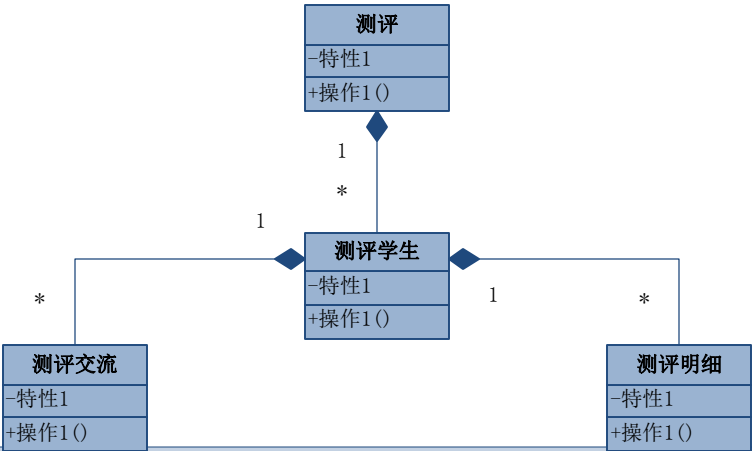 测评
-特性1
+操作1()
1
*
1
测评学生
-特性1
+操作1()
1
*
*
测评交流
-特性1
+操作1()
测评明细
-特性1
+操作1()